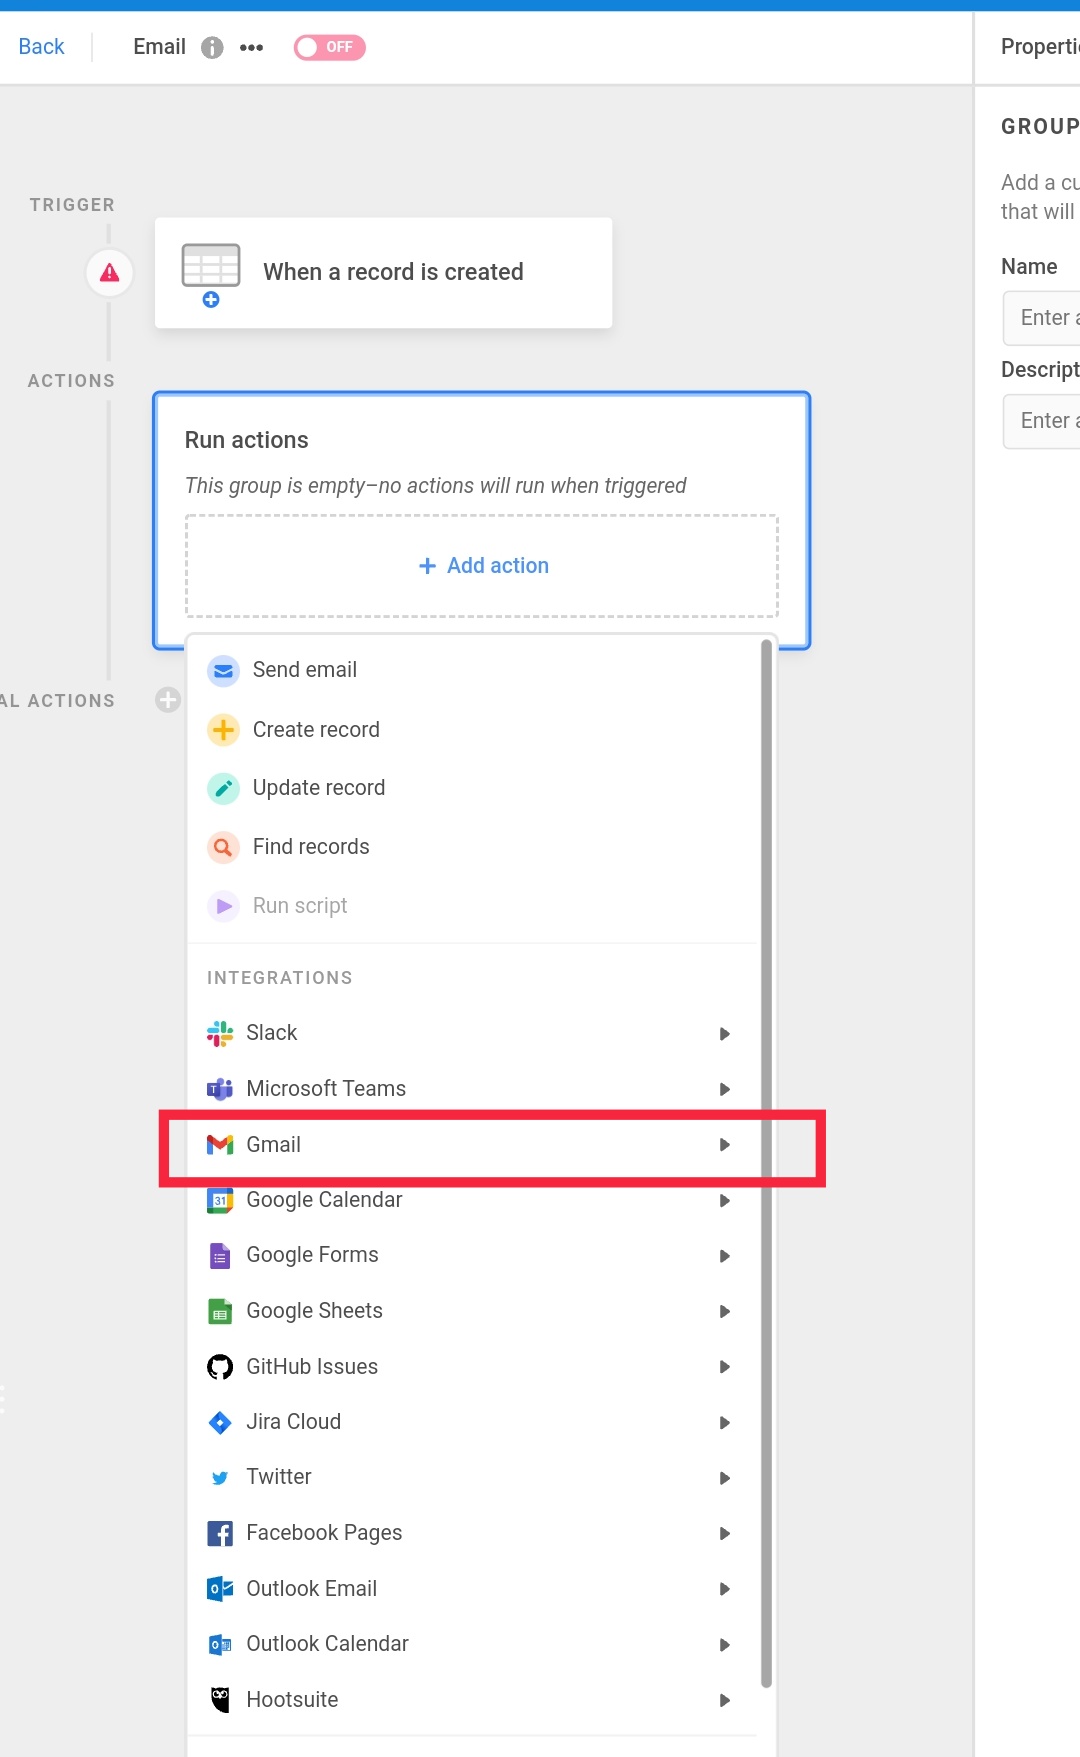 Back
Email
OFF
Properti
GROUP
Add a cu
that will
Name
Enter a
Descript
Enter a
TRIGGER
When a record is created
ACTIONS
Run actions
This group is empty–no actions will run when triggered
+ Add action
AL ACTIONS
Send email
Create record
Update record
Find records
Run script
INTEGRATIONS
Slack
Microsoft Teams
Gmail
31
Google Calendar
Google Forms
Google Sheets
GitHub Issues
Jira Cloud
Twitter
Facebook Pages
Outlook Email
Outlook Calendar
Hootsuite